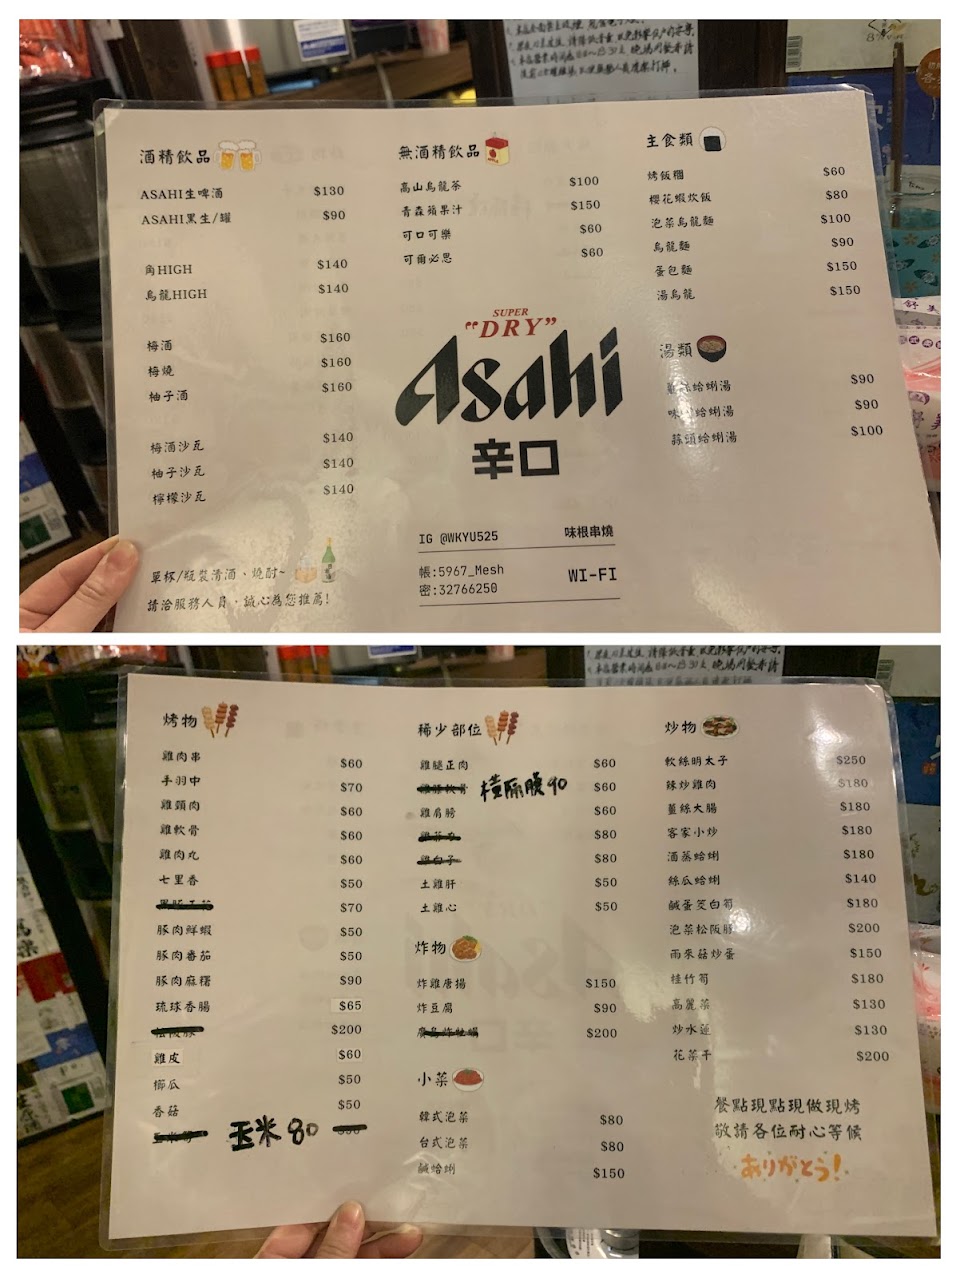 酒精飲品
ASAHI生啤酒 $130
ASAHI黑生/罐 $90
角HIGH $140
烏龍HIGH $140
梅酒 $160
梅燒 $160
柚子酒 $160
梅酒沙瓦 $140
柚子沙瓦 $140
檸檬沙瓦 $140
單杯/瓶裝清酒、燒酎~
請洽服務人員，誠心為您推薦!
無酒精飲品
高山烏龍茶 $100
青森蘋果汁 $150
可口可樂 $60
可爾必思 $60
SUPER
"DRY"
Asahi
辛口
IG @WKYU525 味根串燒
帳:5967_Mesh
密:32766250
WI-FI
主食類
烤飯糰 $60
櫻花蝦炊飯 $80
泡菜烏龍麵 $100
烏龍麵 $90
蛋包麵 $150
湯烏龍 $150
湯類
蛤蜊湯 $90
味噌蛤蜊湯 $90
蒜頭蛤蜊湯 $100
烤物
雞肉串 $60
手羽中 $70
雞頸肉 $60
雞軟骨 $60
雞肉丸 $60
七里香 $50
$70
豚肉鮮蝦 $50
豚肉番茄 $50
豚肉麻糬 $90
琉球香腸 $65
$200
雞皮 $60
櫛瓜 $50
香菇 $50
玉米 80
稀少部位
雞腿正肉 $60
橫膈膜 90 $60
雞肩胯 $60
$80
$80
土雞肝 $50
土雞心 $50
炸物
炸雞唐揚 $150
炸豆腐 $90
廣島炸牡蠣 $200
小菜
韓式泡菜 $80
台式泡菜 $80
鹹蛤蜊 $150
炒物
軟絲明太子 $250
辣炒雞肉 $180
薑絲大腸 $180
客家小炒 $180
酒蒸蛤蜊 $180
絲瓜蛤蜊 $140
鹹蛋筊白筍 $180
泡菜松阪豚 $200
雨來菇炒蛋 $150
桂竹筍 $180
高麗菜 $130
炒水蓮 $130
花菜干 $200
餐點現點現做現烤
敬請各位耐心等候
ありがとう!